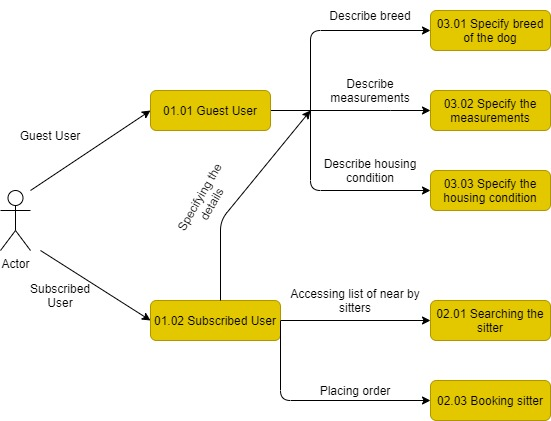 Describe breed
03.01 Specify breed
of the dog
Describe
measurements
01.01 Guest User
03.02 Specify the
measurements
Guest User
Describe housing
condition
03.03 Specify the
housing condition
Specifying the
details
Actor
Subscribed
User
Accessing list of near by
sitters
01.02 Subscribed User
02.01 Searching the
sitter
Placing order
02.03 Booking sitter